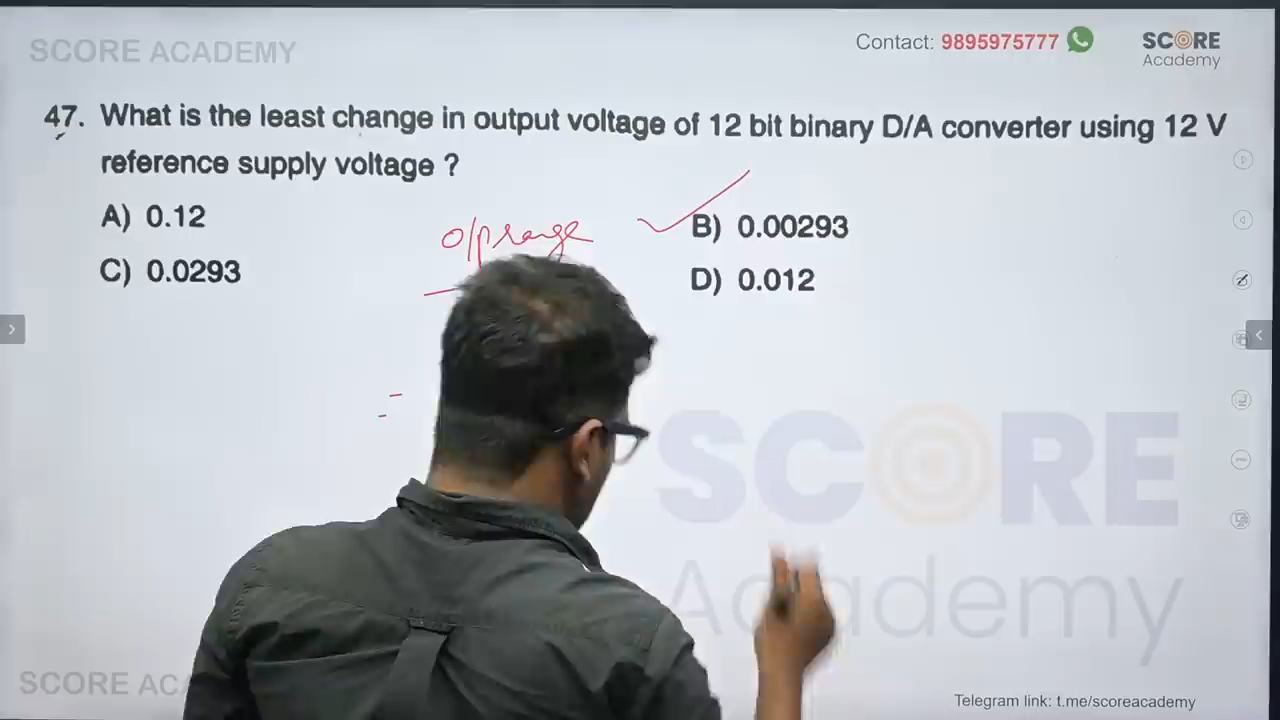 SCORE ACADEMY
Contact: 9895975777
SCORE
Academy
47. What is the least change in output voltage of 12 bit binary D/A converter using 12 V
reference supply voltage ?
A) 0.12
B) 0.00293
o/p range
C) 0.0293
D) 0.012
=
SCORE
Academy
SCORE AC
Telegram link: t.me/scoreacademy